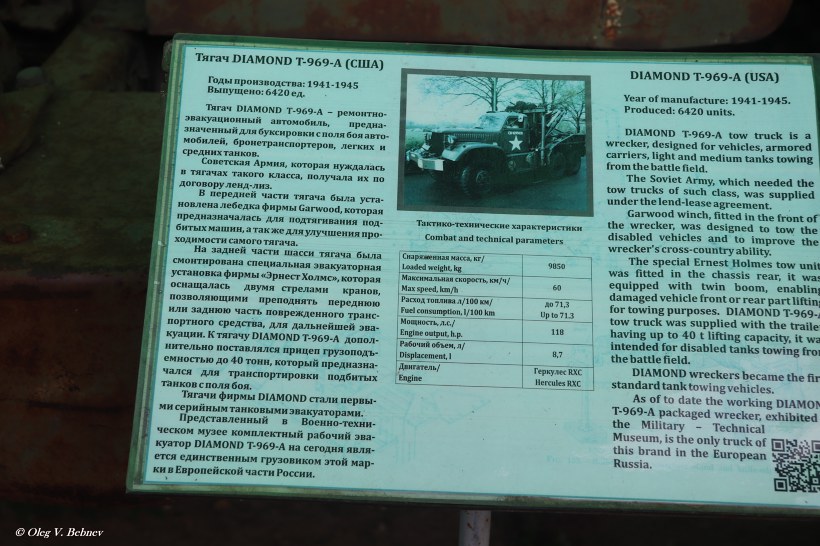 Тягач DIAMOND T-969-A (США)
Годы производства: 1941-1945
Выпущено: 6420 ед.
Тягач DIAMOND T-969-A – ремонтно-
эвакуационный автомобиль, предна-
значенный для буксировки с поля боя авто-
мобилей, бронетранспортеров, легких и
средних танков.
Советская Армия, которая нуждалась
в тягачах такого класса, получала их по
договору ленд-лиз.
В передней части тягача была уста-
новлена лебедка фирмы Garwood, которая
предназначалась для подтягивания под-
битых машин, а так же для улучшения про-
ходимости самого тягача.
На задней части шасси тягача была
смонтирована специальная эвакуаторная
установка фирмы «Эрнест Холмс», которая
оснащалась двумя стрелами кранов,
позволяющими преподнять переднюю
или заднюю часть поврежденного транс-
портного средства, для дальнейшей эва-
куации. К тягачу DIAMOND T-969-A допол-
нительно поставлялся прицеп грузоподъ-
емностью до 40 тонн, который предназна-
чался для транспортировки подбитых
танков с поля боя.
Тягачи фирмы DIAMOND стали первы-
ми серийным танковыми эвакуаторами.
Представленный в Военно-техни-
ческом музее комплектный рабочий эва-
куатор DIAMOND T-969-A на сегодня явля-
ется единственным грузовиком этой мар-
ки в Европейской части России.
Тактико-технические характеристики
Combat and technical parameters
Снаряженная масса, кг/
Loaded weight, kg
9850
Максимальная скорость, км/ч/
Max speed, km/h
60
Расход топлива л/100 км/
Fuel consumption, l/100 km
до 71,3
Up to 71.3
Мощность, л.с./
Engine output, h.p.
118
Рабочий объем, л/
Displacement, l
8,7
Двигатель/
Engine
Геркулес RXC
Hercules RXC
DIAMOND T-969-A (USA)
Year of manufacture: 1941-1945.
Produced: 6420 units.
DIAMOND T-969-A tow truck is a
wrecker, designed for vehicles, armored
carriers, light and medium tanks towing
from the battle field.
The Soviet Army, which needed the
tow trucks of such class, was supplied
under the lend-lease agreement.
Garwood winch, fitted in the front of
the wrecker, was designed to tow the
disabled vehicles and to improve the
wrecker's cross-country ability.
The special Ernest Holmes tow unit
was fitted in the chassis rear, it was
equipped with twin boom, enabling
damaged vehicle front or rear part lifting
for towing purposes. DIAMOND T-969-A
tow truck was supplied with the trailer
having up to 40 t lifting capacity, it was
intended for disabled tanks towing from
the battle field.
DIAMOND wreckers became the fir
standard tank towing vehicles.
As of to date the working DIAMON
T-969-A packaged wrecker, exhibited
the Military – Technical
Museum, is the only truck of
this brand in the European
Russia.
© Oleg V. Bebnev